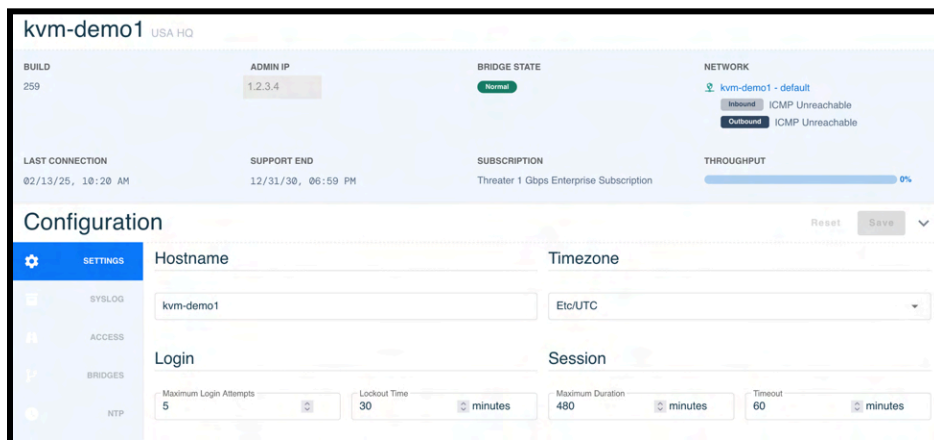 kvm-demo1 USA HQ
BUILD
259
ADMIN IP
1.2.3.4
BRIDGE STATE
Normal
NETWORK
kvm-demo1 - default
Inbound ICMP Unreachable
Outbound ICMP Unreachable
LAST CONNECTION
02/13/25, 10:20 AM
SUPPORT END
12/31/30, 06:59 PM
SUBSCRIPTION
Threater 1 Gbps Enterprise Subscription
THROUGHPUT
0%
Configuration
Reset Save
SETTINGS
SYSLOG
ACCESS
BRIDGES
NTP
Hostname
kvm-demo1
Timezone
Etc/UTC
Login
Maximum Login Attempts
5
Lockout Time
30 minutes
Session
Maximum Duration
480 minutes
Timeout
60 minutes